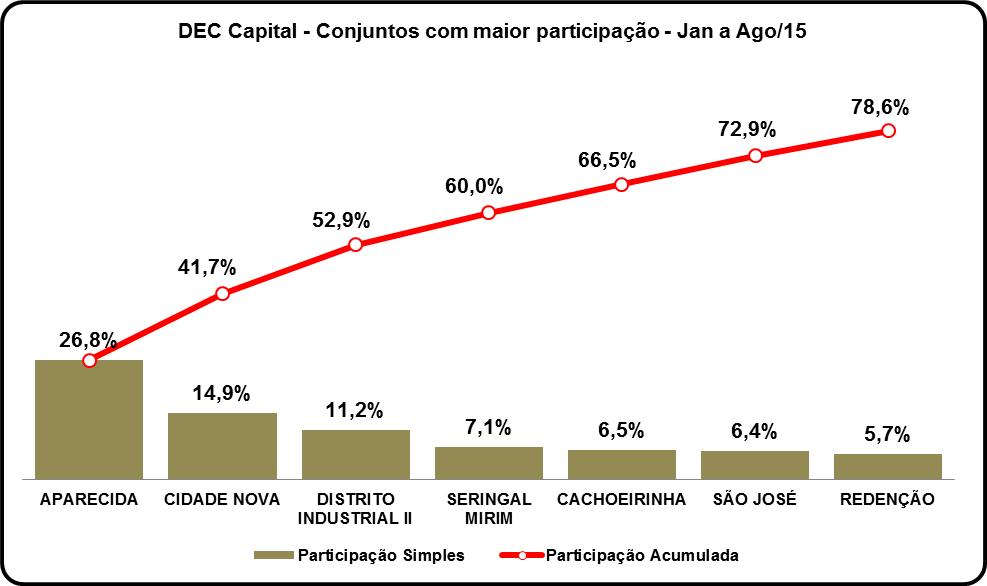 DEC Capital - Conjuntos com maior participação - Jan a Ago/15
78,6%
72,9%
66,5%
60,0%
52,9%
41,7%
26,8%
14,9%
11,2%
7,1%
6,5%
6,4%
5,7%
APARECIDA
CIDADE NOVA
DISTRITO
INDUSTRIAL II
SERINGAL
MIRIM
CACHOEIRINHA
SÃO JOSÉ
REDENÇÃO
Participação Simples
Participação Acumulada